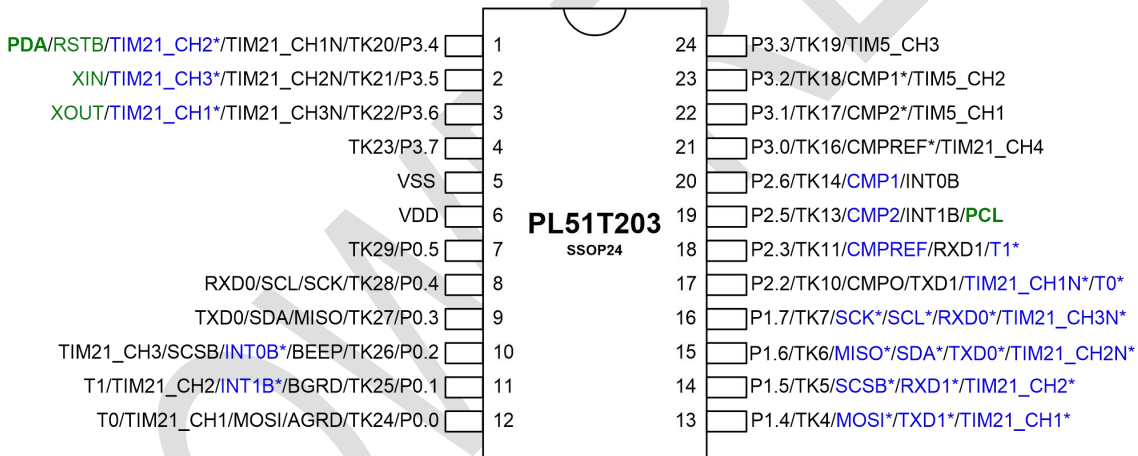 PDA/RSTB/TIM21_CH2*/TIM21_CH1N/TK20/P3.4 1
XIN/TIM21_CH3*/TIM21_CH2N/TK21/P3.5 2
XOUT/TIM21_CH1*/TIM21_CH3N/TK22/P3.6 3
TK23/P3.7 4
VSS 5
VDD 6
TK29/P0.5 7
RXD0/SCL/SCK/TK28/P0.4 8
TXD0/SDA/MISO/TK27/P0.3 9
TIM21_CH3/SCSB/INT0B*/BEEP/TK26/P0.2 10
T1/TIM21_CH2/INT1B*/BGRD/TK25/P0.1 11
T0/TIM21_CH1/MOSI/AGRD/TK24/P0.0 12
PL51T203
SSOP24
24 P3.3/TK19/TIM5_CH3
23 P3.2/TK18/CMP1*/TIM5_CH2
22 P3.1/TK17/CMP2*/TIM5_CH1
21 P3.0/TK16/CMPREF*/TIM21_CH4
20 P2.6/TK14/CMP1/INT0B
19 P2.5/TK13/CMP2/INT1B/PCL
18 P2.3/TK11/CMPREF/RXD1/T1*
17 P2.2/TK10/CMPO/TXD1/TIM21_CH1N*/T0*
16 P1.7/TK7/SCK*/SCL*/RXD0*/TIM21_CH3N*
15 P1.6/TK6/MISO*/SDA*/TXD0*/TIM21_CH2N*
14 P1.5/TK5/SCSB*/RXD1*/TIM21_CH2*
13 P1.4/TK4/MOSI*/TXD1*/TIM21_CH1*